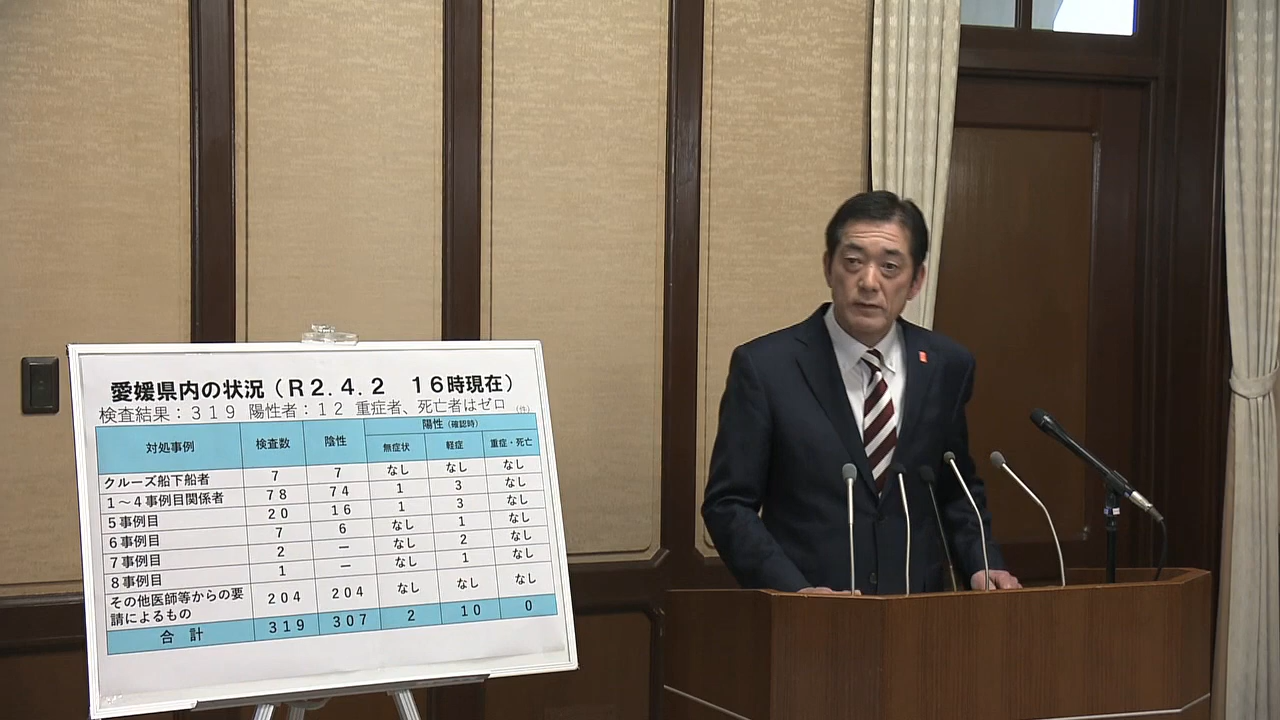 愛媛県内の状況（Ｒ２．４．２　１６時現在）
検査結果：３１９ 陽性者：１２ 重症者、死亡者はゼロ （件）
対処事例 検査数 陰性 陽性（確認時）
無症状 軽症 重症・死亡
クルーズ船下船者 ７ ７ なし なし なし
１～４事例目関係者 ７８ ７４ １ ３ なし
５事例目 ２０ １６ １ ３ なし
６事例目 ７ ６ なし １ なし
７事例目 ２ － なし ２ なし
８事例目 １ － なし １ なし
その他医師等からの要
請によるもの ２０４ ２０４ なし なし なし
合　計 ３１９ ３０７ ２ １０ ０